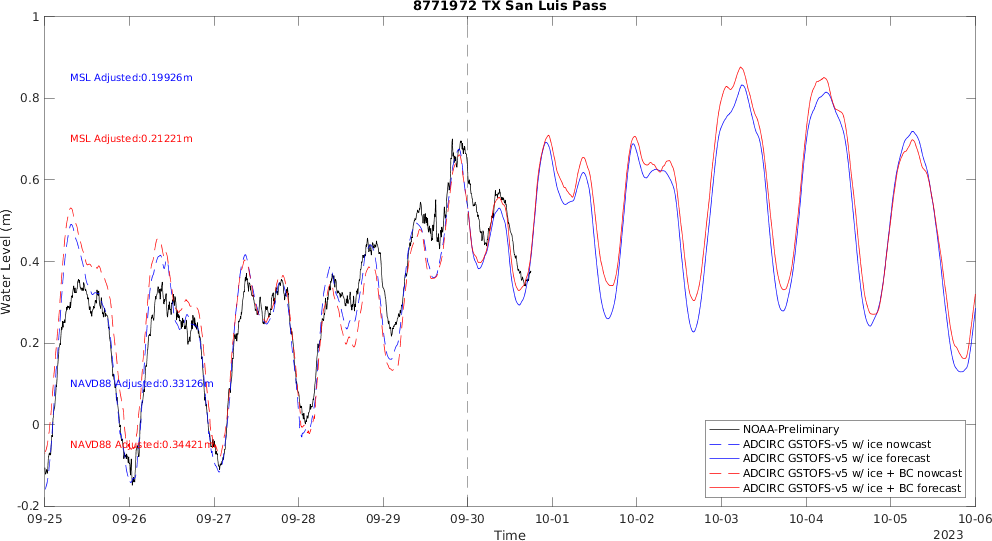 8771972 TX San Luis Pass
1
MSL Adjusted:0.19926m
0.8
MSL Adjusted:0.21221m
0.6
Water Level (m)
0.4
0.2
NAVD88 Adjusted:0.33126m
0
NAVD88 Adjusted:0.34421m
NOAA-Preliminary
ADCIRC GSTOFS-v5 w/ ice nowcast
ADCIRC GSTOFS-v5 w/ ice forecast
ADCIRC GSTOFS-v5 w/ ice + BC nowcast
ADCIRC GSTOFS-v5 w/ ice + BC forecast
-0.2
09-25 09-26 09-27 09-28 09-29 09-30 10-01 10-02 10-03 10-04 10-05 10-06
Time
2023